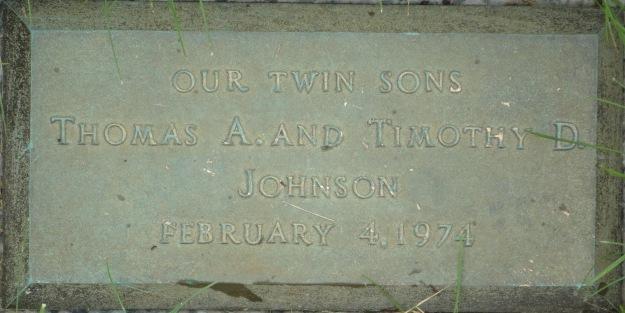 OUR TWIN SONS
THOMAS A. AND TIMOTHY D.
JOHNSON
FEBRUARY 4, 1974